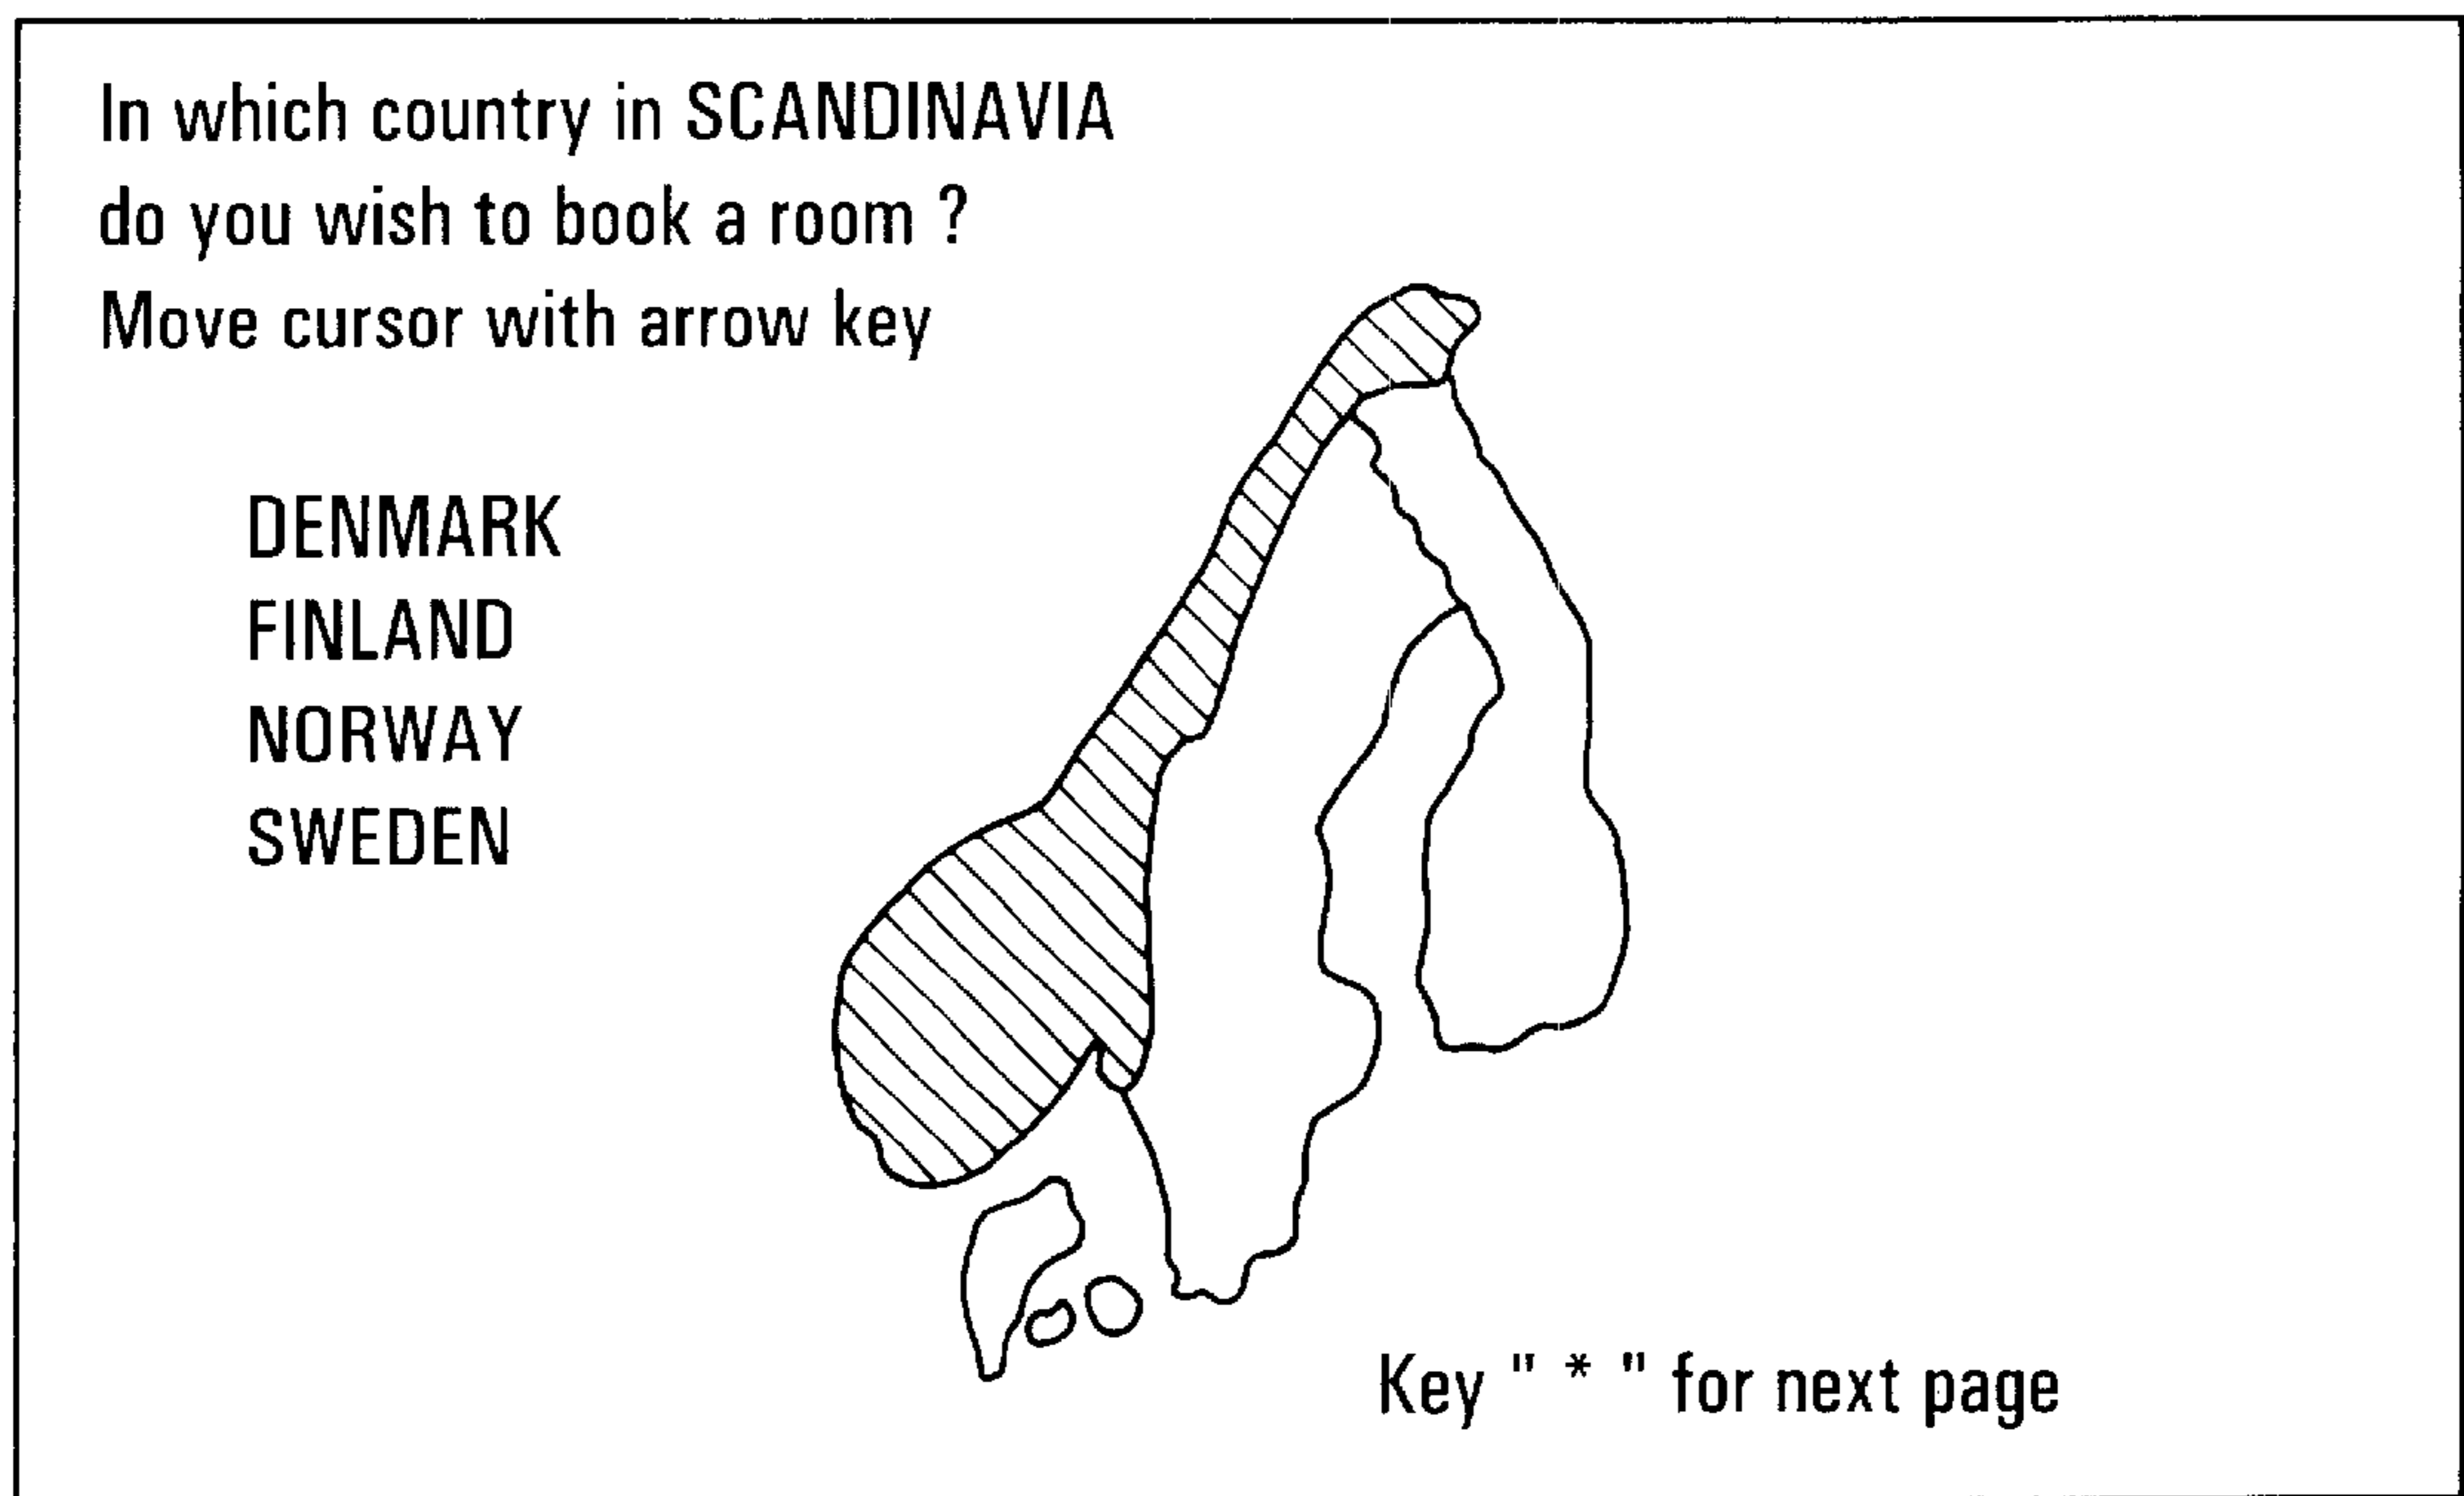 In which country in SCANDINAVIA
do you wish to book a room ?
Move cursor with arrow key
DENMARK
FINLAND
NORWAY
SWEDEN
Key " * " for next page